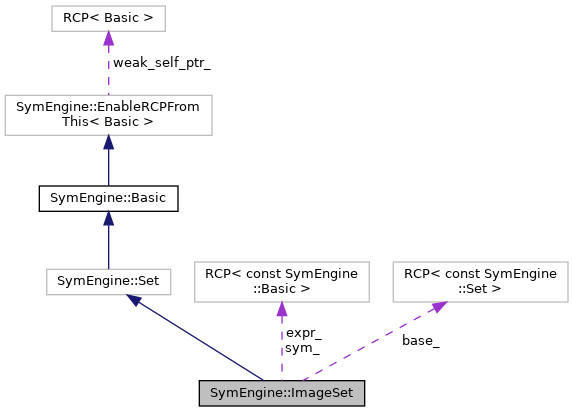 RCP< Basic >
weak_self_ptr_
SymEngine::EnableRCPFrom
This< Basic >
SymEngine::Basic
SymEngine::Set
RCP< const SymEngine
::Basic >
RCP< const SymEngine
::Set >
expr_
sym_
base_
SymEngine::ImageSet